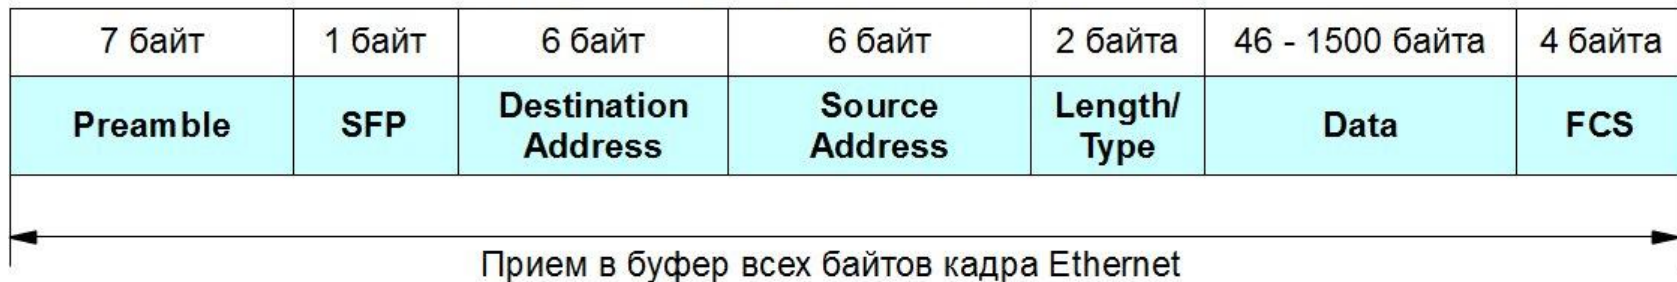 7 байт 1 байт 6 байт 6 байт 2 байта 46 - 1500 байта 4 байта
Preamble SFP Destination Address Source Address Length/ Type Data FCS
Прием в буфер всех байтов кадра Ethernet